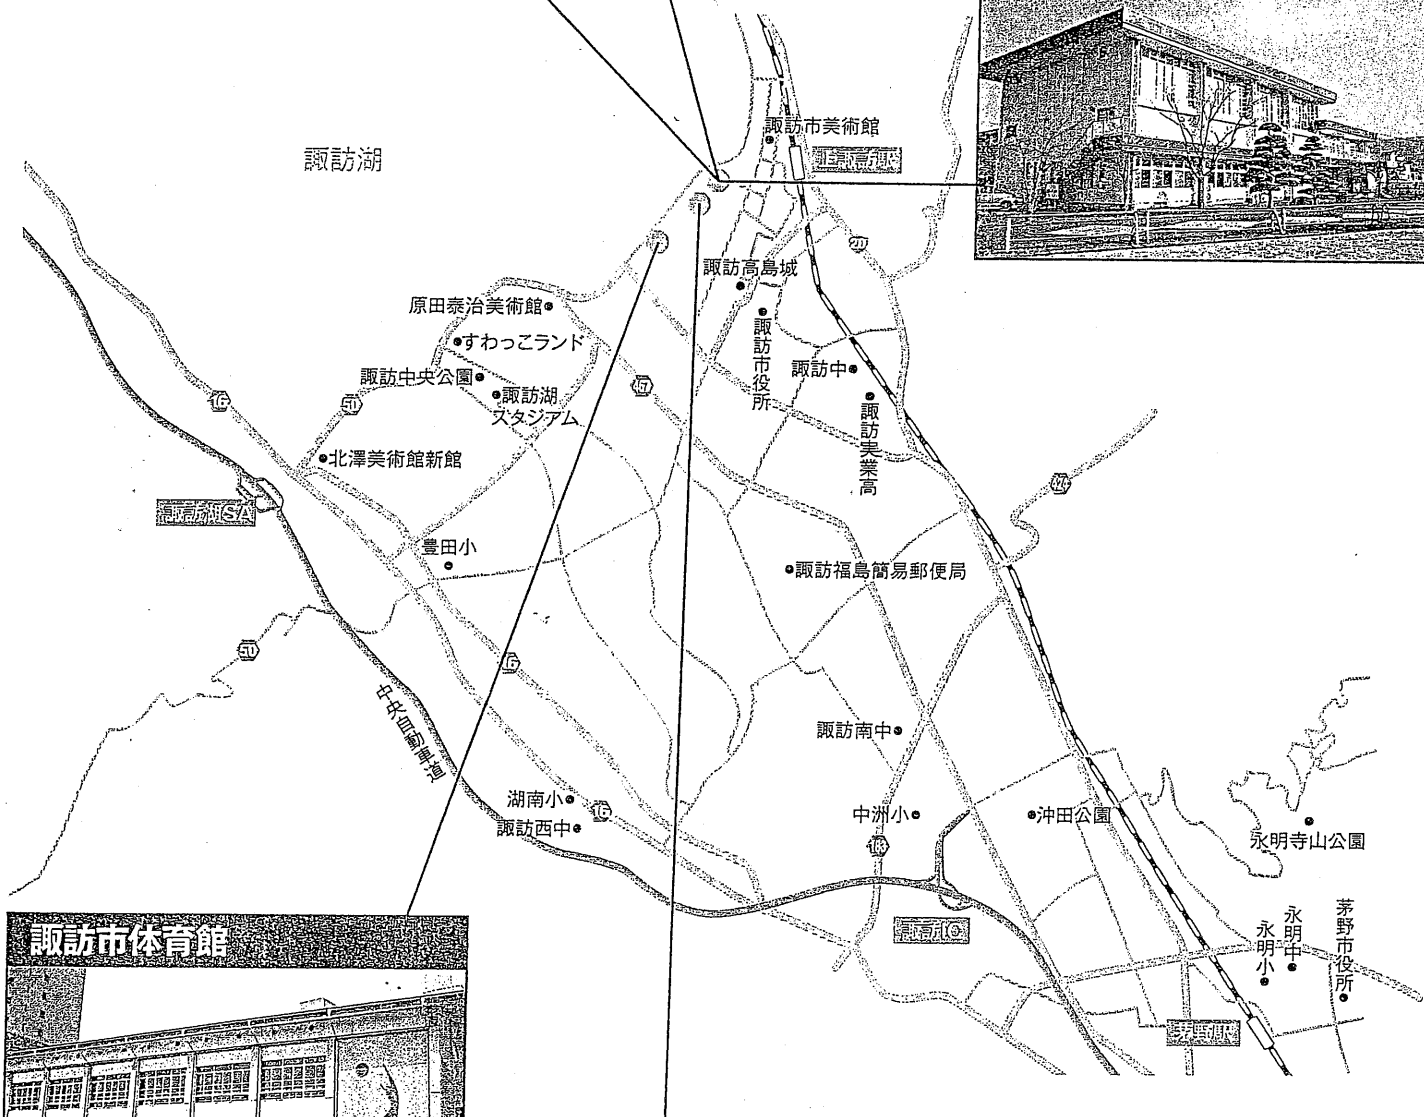 諏訪市美術館
諏訪湖
上諏訪駅
20
諏訪高島城
原田泰治美術館
諏訪市役所
すわっこランド
諏訪中
諏訪中央公園
諏訪湖
スタジアム
諏訪実業高
16
50
487
北澤美術館新館
諏訪湖SA
豊田小
諏訪福島簡易郵便局
50
16
中央自動車道
諏訪南中
湖南小
16
諏訪西中
中洲小
沖田公園
永明寺山公園
188
諏訪IC
諏訪市体育館
永明小
永明中
茅野市役所
茅野駅